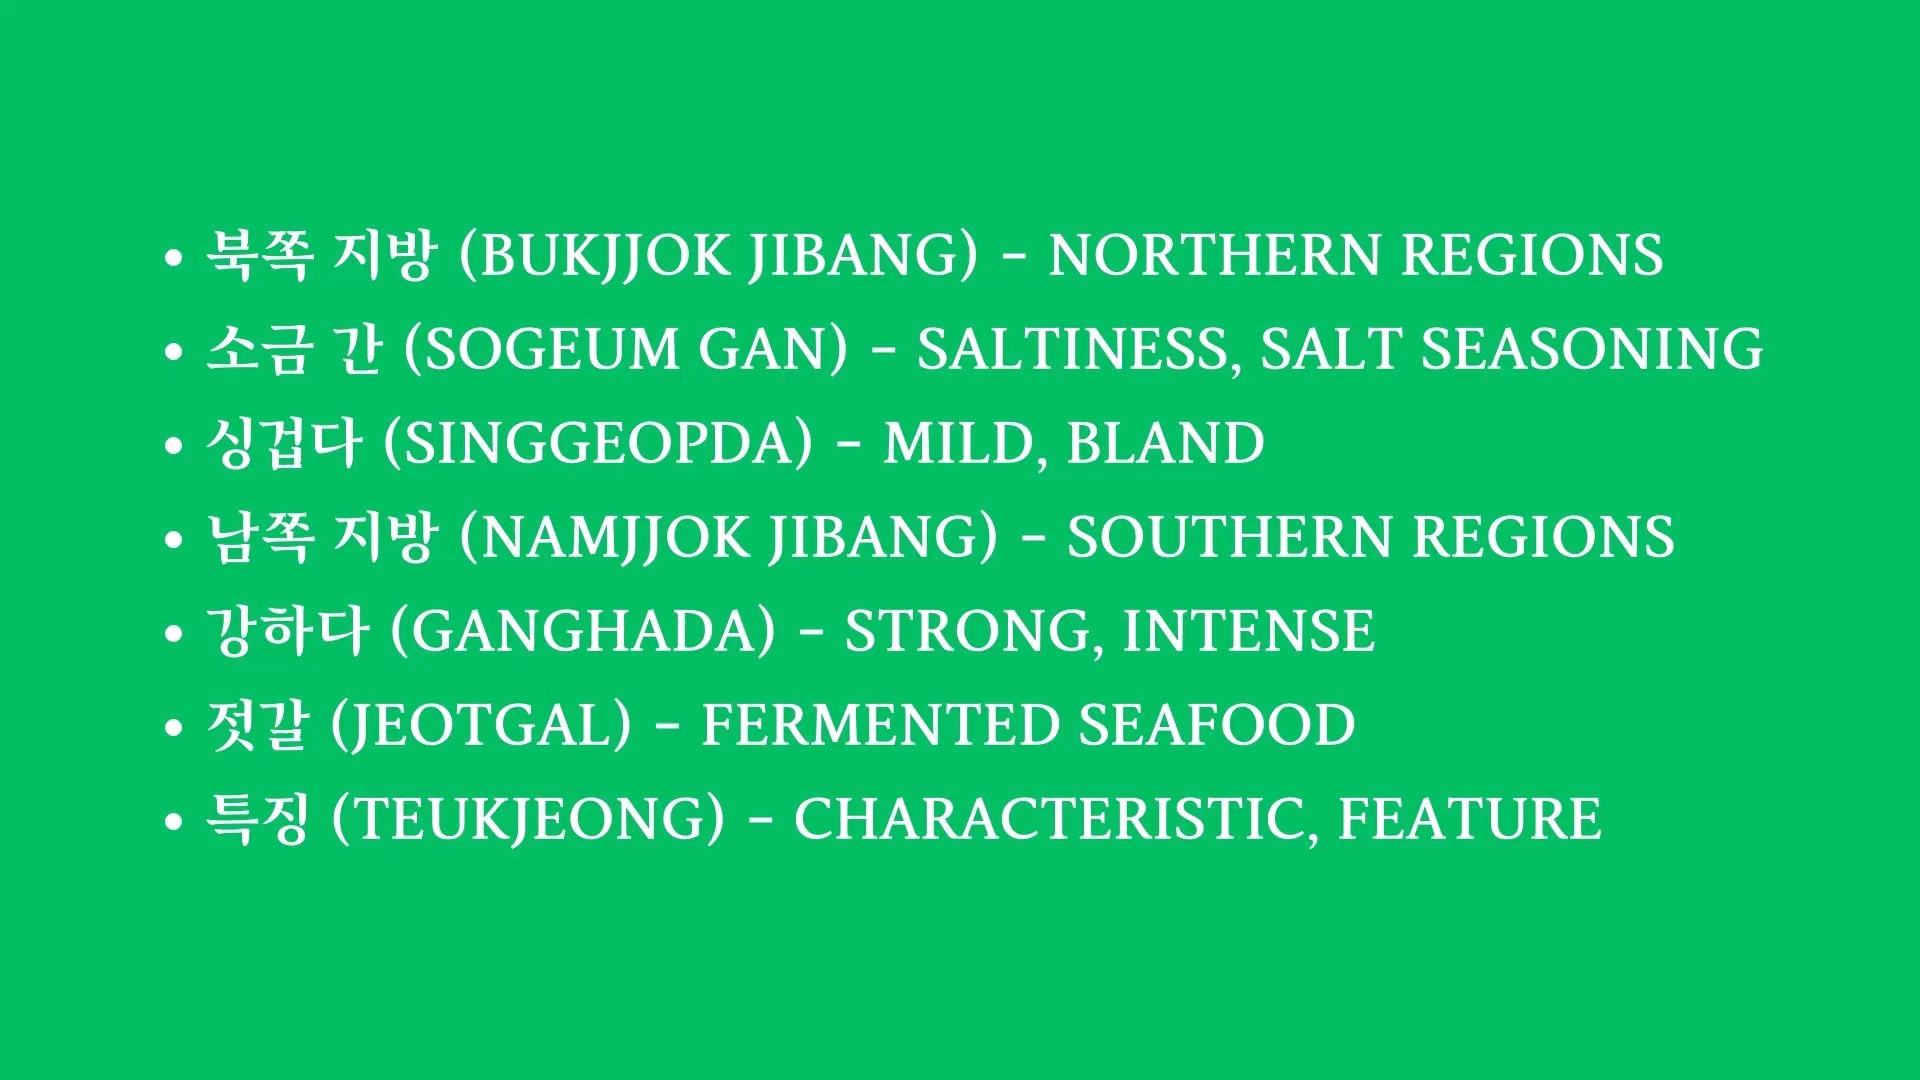 • 북쪽 지방 (BUKJJOK JIBANG) – NORTHERN REGIONS
• 소금 간 (SOGEUM GAN) – SALTINESS, SALT SEASONING
• 싱겁다 (SINGGEOPDA) – MILD, BLAND
• 남쪽 지방 (NAMJJOK JIBANG) – SOUTHERN REGIONS
• 강하다 (GANGHADA) – STRONG, INTENSE
• 젓갈 (JEOTGAL) – FERMENTED SEAFOOD
• 특징 (TEUKJEONG) – CHARACTERISTIC, FEATURE